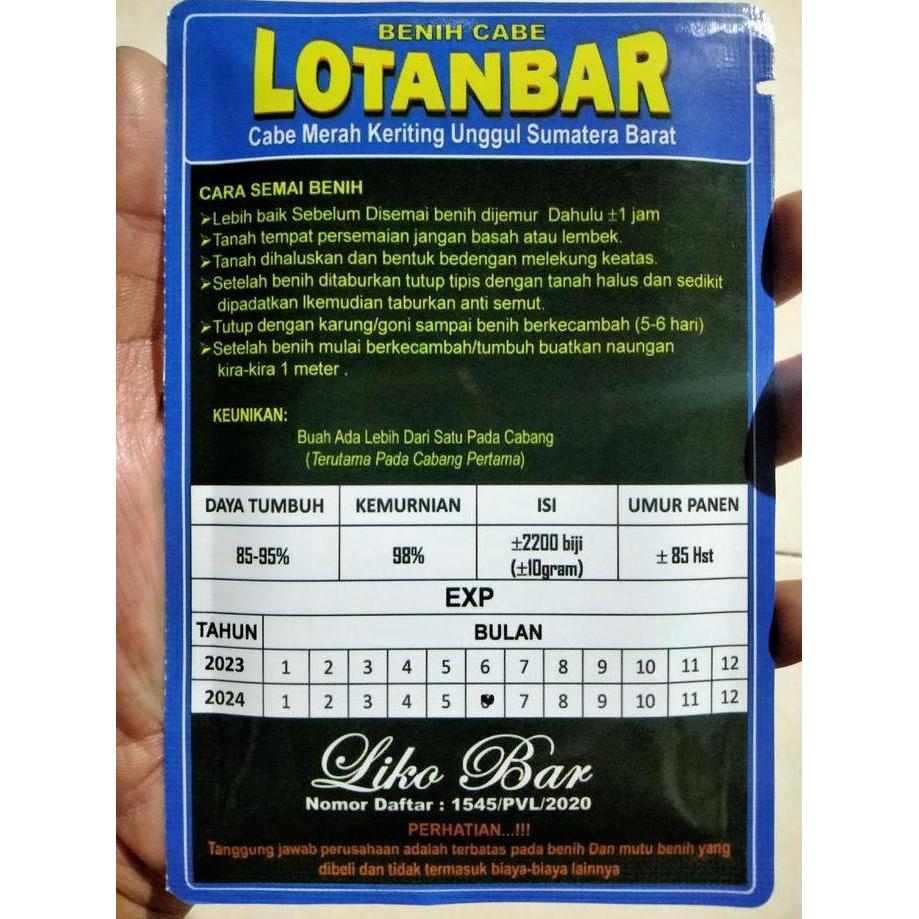 BENIH CABE
LOTANBAR
Cabe Merah Keriting Unggul Sumatera Barat
CARA SEMAI BENIH
➢Lebih baik Sebelum Disemai benih dijemur Dahulu ±1 jam
➢Tanah tempat persemaian jangan basah atau lembek.
➢Tanah dihaluskan dan bentuk bedengan melekung keatas.
➢Setelah benih ditaburkan tutup tipis dengan tanah halus dan sedikit
dipadatkan lkemudian taburkan anti semut.
➢Tutup dengan karung/goni sampai benih berkecambah (5-6 hari)
➢Setelah benih mulai berkecambah/tumbuh buatkan naungan
kira-kira 1 meter .
KEUNIKAN:
Buah Ada Lebih Dari Satu Pada Cabang
(Terutama Pada Cabang Pertama)
DAYA TUMBUH KEMURNIAN ISI UMUR PANEN
85-95% 98% ±2200 biji (±10gram) ± 85 Hst
EXP
TAHUN BULAN
2023 1 2 3 4 5 6 7 8 9 10 11 12
2024 1 2 3 4 5 7 8 9 10 11 12
Liko Bar
Nomor Daftar : 1545/PVL/2020
PERHATIAN...!!!
Tanggung jawab perusahaan adalah terbatas pada benih Dan mutu benih yang
dibeli dan tidak termasuk biaya-biaya lainnya